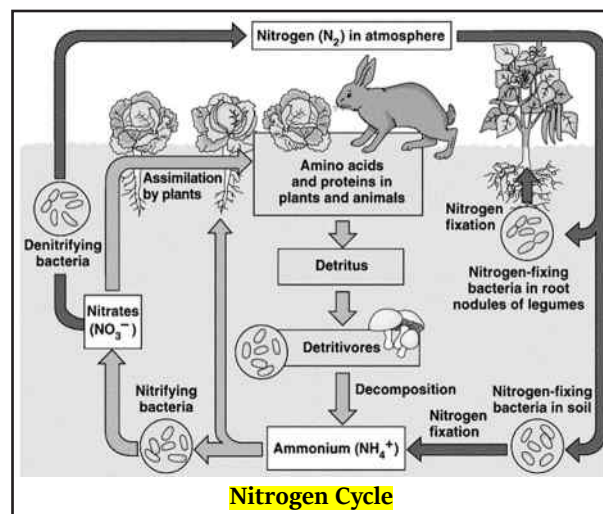 Nitrogen (N₂) in atmosphere
Assimilation
by plants
Amino acids
and proteins in
plants and animals
Nitrogen
fixation
Denitrifying
bacteria
Detritus
Nitrogen-fixing
bacteria in root
nodules of legumes
Nitrates
(NO₃⁻)
Detritivores
Decomposition
Nitrifying
bacteria
Nitrogen-fixing
bacteria in soil
Nitrogen
fixation
Ammonium (NH₄⁺)
Nitrogen Cycle